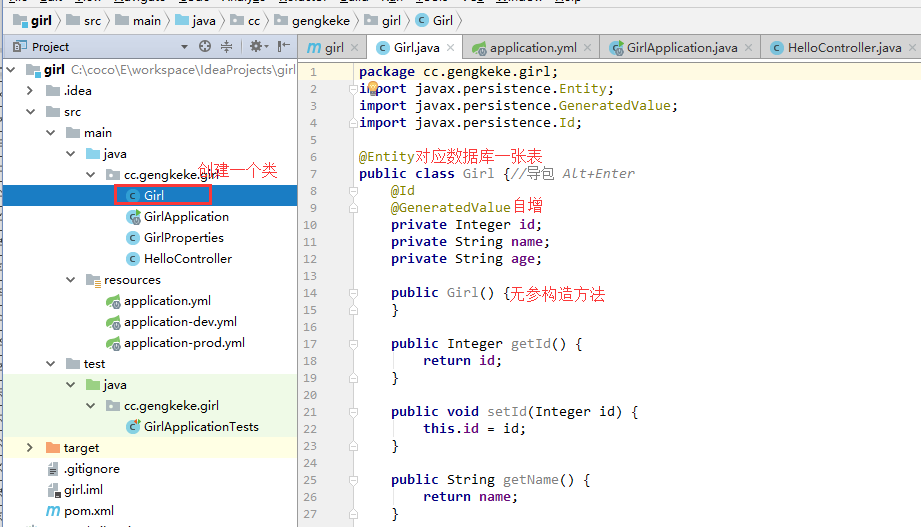 girl src main java cc gengkeke girl Girl
Project
girl Girl.java application.yml GirlApplication.java HelloController.java
girl C:\coco\E\workspace\IdeaProjects\girl
.idea
src
main
java
cc.gengkeke.girl
创建一个类
Girl
GirlApplication
GirlProperties
HelloController
resources
application.yml
application-dev.yml
application-prod.yml
test
java
cc.gengkeke.girl
GirlApplicationTests
target
.gitignore
girl.iml
pom.xml
1 package cc.gengkeke.girl;
2 import javax.persistence.Entity;
3 import javax.persistence.GeneratedValue;
4 import javax.persistence.Id;
5
6 @Entity对应数据库一张表
7 public class Girl {//导包 Alt+Enter
8 @Id
9 @GeneratedValue自增
10 private Integer id;
11 private String name;
12 private String age;
13
14 public Girl() {无参构造方法
15 }
16
17 public Integer getId() {
18 return id;
19 }
20
21 public void setId(Integer id) {
22 this.id = id;
23 }
24
25 public String getName() {
26 return name;
27 }